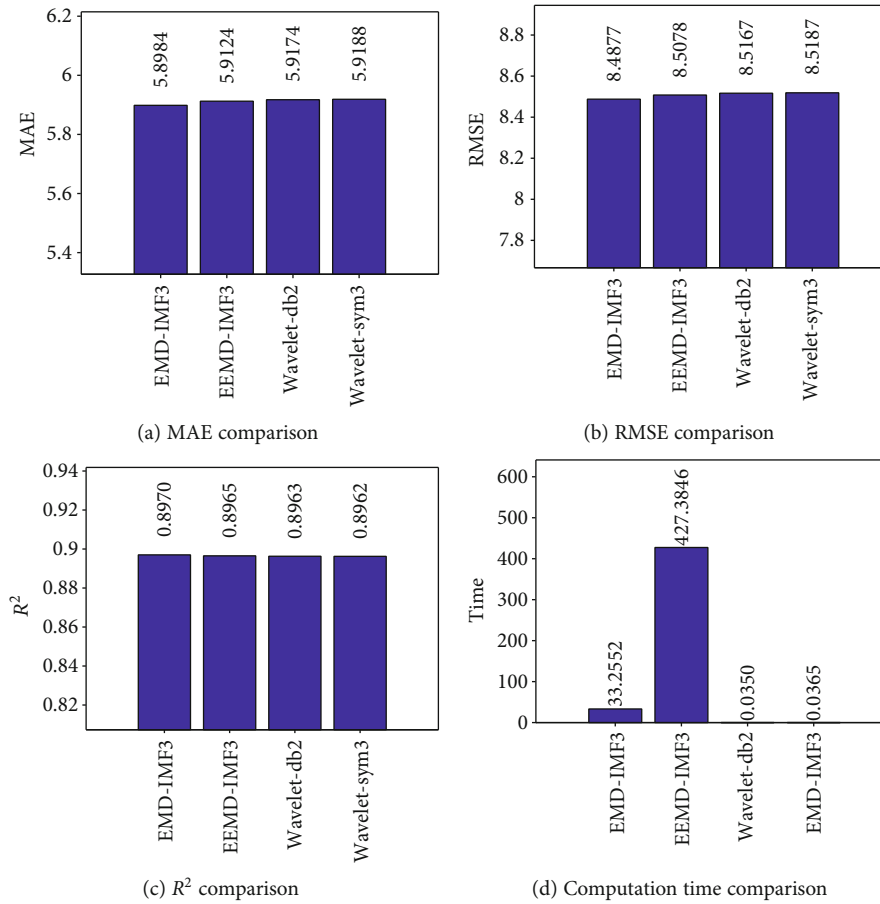 MAE
6.2
6
5.8
5.6
5.4
5.8984
5.9124
5.9174
5.9188
EMD-IMF3
EEMD-IMF3
Wavelet-db2
Wavelet-sym3
(a) MAE comparison
RMSE
8.8
8.6
8.4
8.2
8
7.8
8.4877
8.5078
8.5167
8.5187
EMD-IMF3
EEMD-IMF3
Wavelet-db2
Wavelet-sym3
(b) RMSE comparison
R²
0.94
0.92
0.9
0.88
0.86
0.84
0.82
0.8970
0.8965
0.8963
0.8962
EMD-IMF3
EEMD-IMF3
Wavelet-db2
Wavelet-sym3
(c) R² comparison
Time
600
500
400
300
200
100
0
33.2552
427.3846
0.0350
0.0365
EMD-IMF3
EEMD-IMF3
Wavelet-db2
EMD-IMF3
(d) Computation time comparison